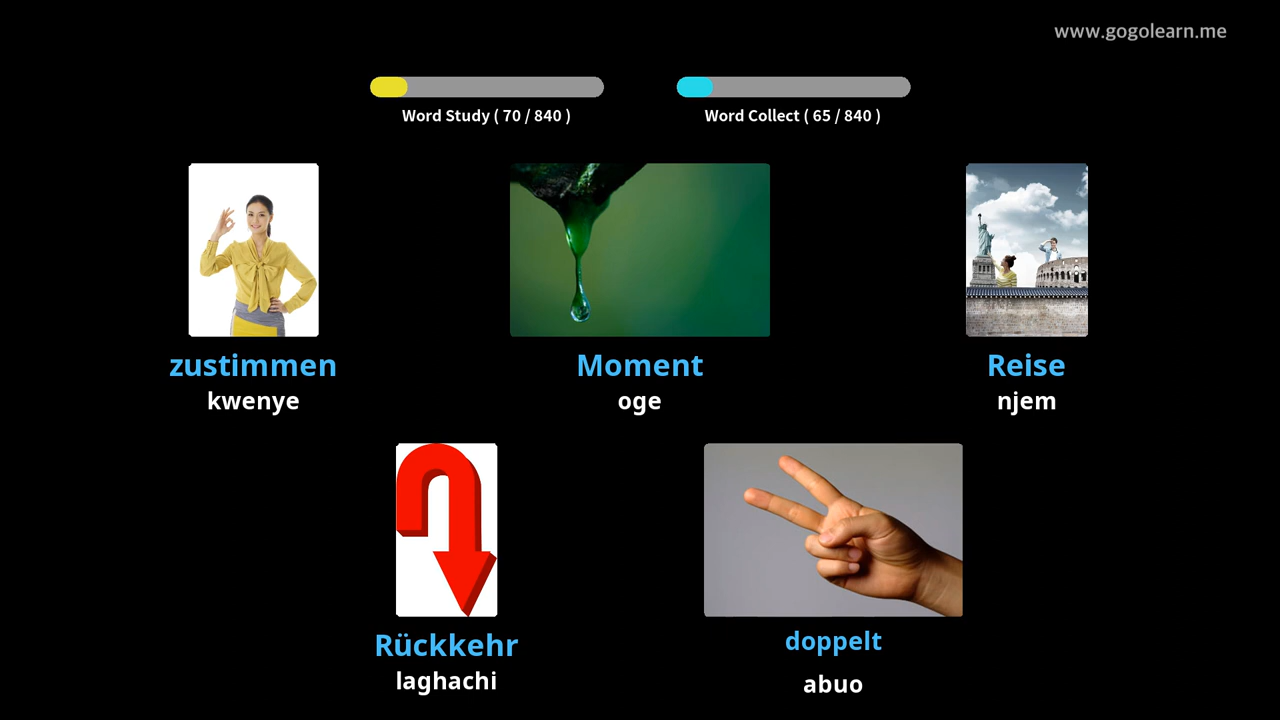 www.gogolearn.me
Word Study ( 70 / 840 )
Word Collect ( 65 / 840 )
zustimmen
kwenye
Moment
oge
Reise
njem
Rückkehr
laghachi
doppelt
abuo